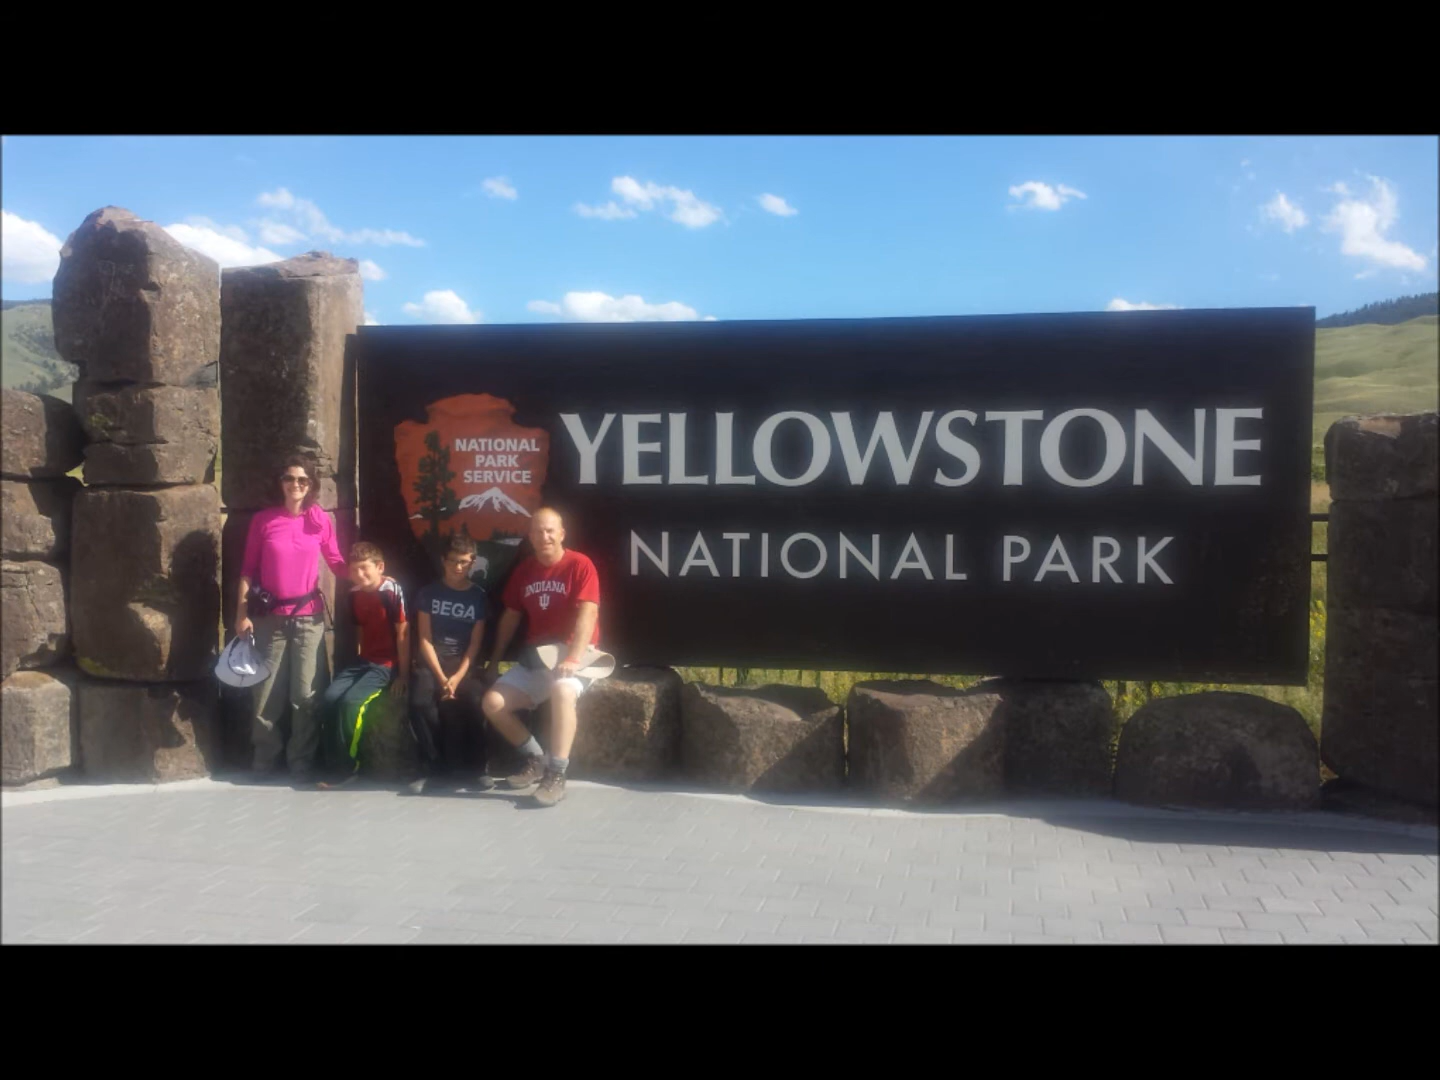 NATIONAL
PARK
SERVICE
YELLOWSTONE
NATIONAL PARK
INDIANA
BEGA